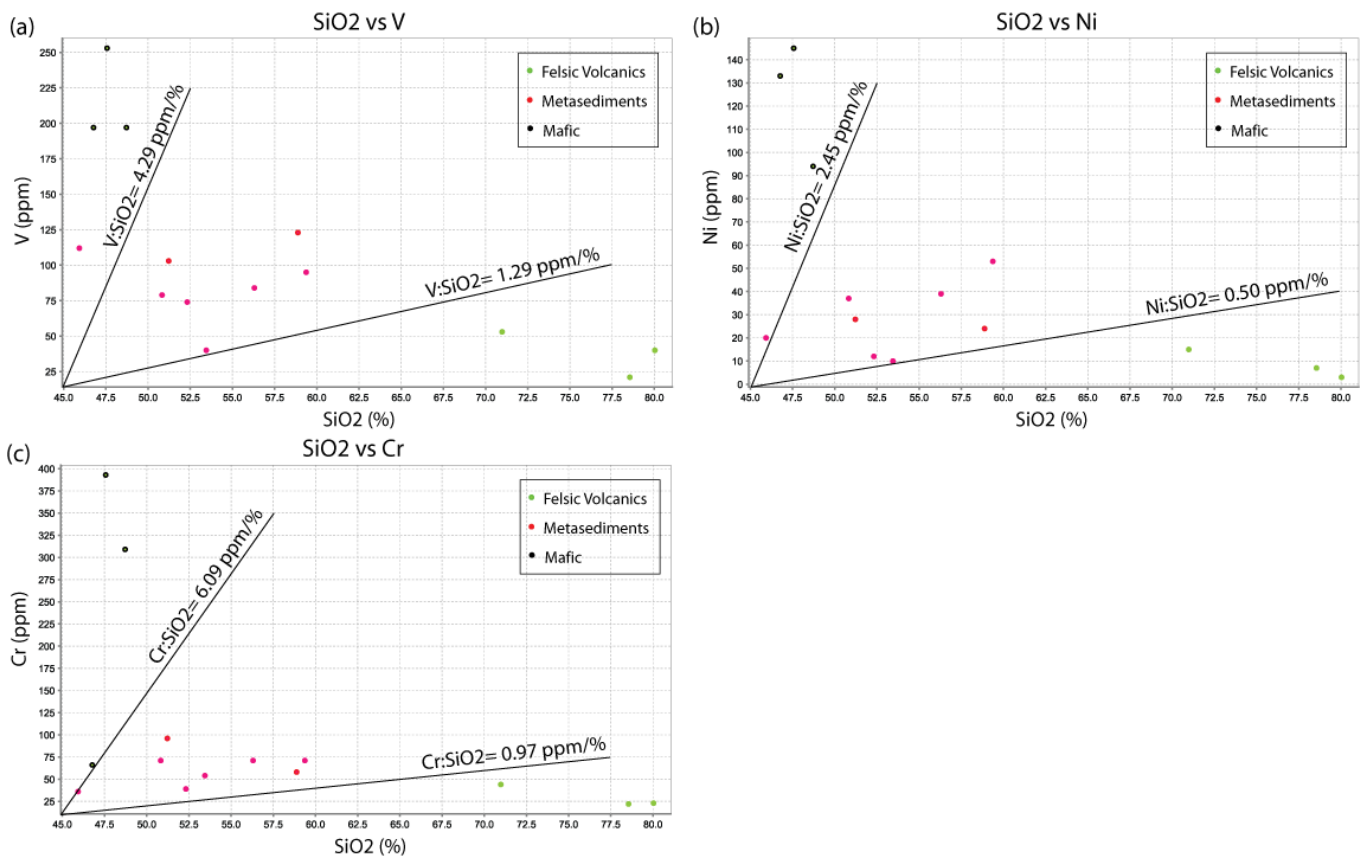 (a)
SiO2 vs V
250
225
200
175
150
125
100
75
50
25
V (ppm)
V:SiO2= 4.29 ppm/%
V:SiO2= 1.29 ppm/%
Felsic Volcanics
Metasediments
Mafic
45.0 47.5 50.0 52.5 55.0 57.5 60.0 62.5 65.0 67.5 70.0 72.5 75.0 77.5 80.0
SiO2 (%)
(b)
SiO2 vs Ni
140
130
120
110
100
90
80
70
60
50
40
30
20
10
0
Ni (ppm)
Ni:SiO2= 2.45 ppm/%
Ni:SiO2= 0.50 ppm/%
Felsic Volcanics
Metasediments
Mafic
45.0 47.5 50.0 52.5 55.0 57.5 60.0 62.5 65.0 67.5 70.0 72.5 75.0 77.5 80.0
SiO2 (%)
(c)
SiO2 vs Cr
400
375
350
325
300
275
250
225
200
175
150
125
100
75
50
25
Cr (ppm)
Cr:SiO2= 6.09 ppm/%
Cr:SiO2= 0.97 ppm/%
Felsic Volcanics
Metasediments
Mafic
45.0 47.5 50.0 52.5 55.0 57.5 60.0 62.5 65.0 67.5 70.0 72.5 75.0 77.5 80.0
SiO2 (%)